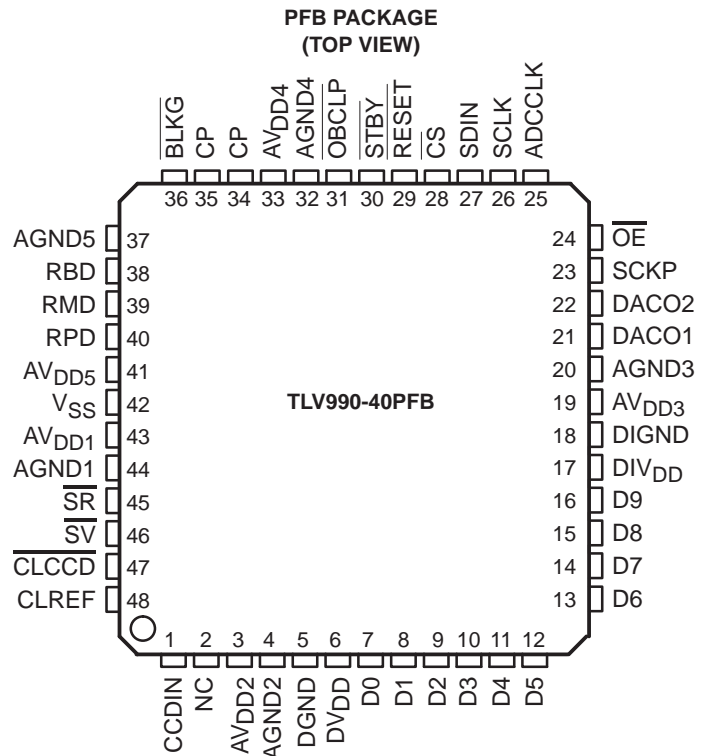 PFB PACKAGE
(TOP VIEW)
BLKG
CP
CP
AVDD4
AGND4
OBCLP
STBY
RESET
CS
SDIN
SCLK
ADCCLK
36 35 34 33 32 31 30 29 28 27 26 25
AGND5 37 24 OE
RBD 38 23 SCKP
RMD 39 22 DACO2
RPD 40 21 DACO1
AVDD5 41 20 AGND3
VSS 42 TLV990-40PFB 19 AVDD3
AVDD1 43 18 DIGND
AGND1 44 17 DIVDD
SR 45 16 D9
SV 46 15 D8
CLCCD 47 14 D7
CLREF 48 13 D6
1 2 3 4 5 6 7 8 9 10 11 12
CCDIN
NC
AVDD2
AGND2
DGND
DVDD
D0
D1
D2
D3
D4
D5